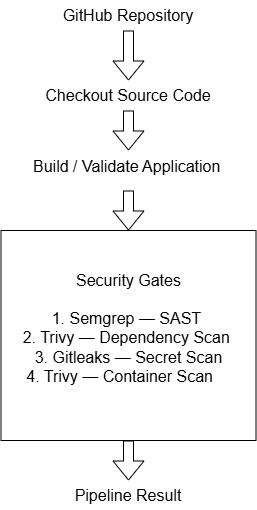 GitHub Repository
Checkout Source Code
Build / Validate Application
Security Gates
1. Semgrep — SAST
2. Trivy — Dependency Scan
3. Gitleaks — Secret Scan
4. Trivy — Container Scan
Pipeline Result